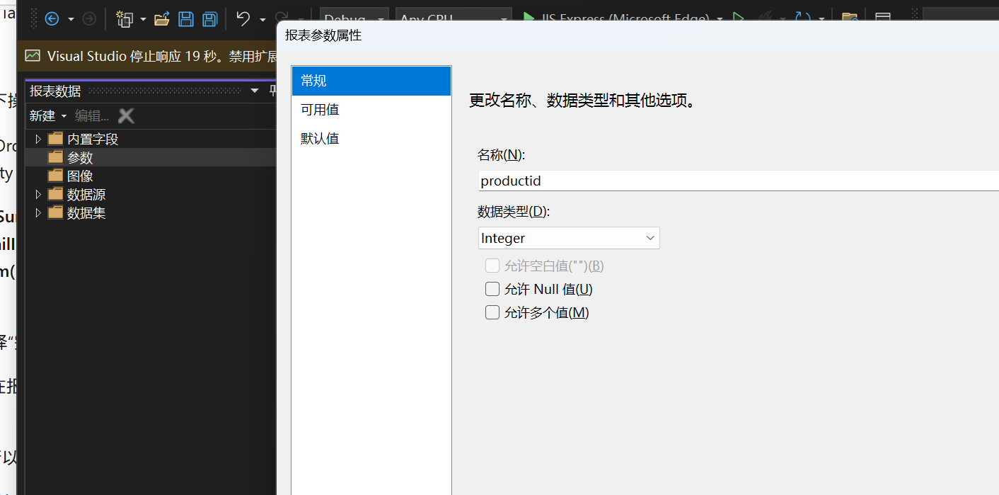 Debug
Any CPU
IIS Express (Microsoft Edge)
报表参数属性
Visual Studio 停止响应 19 秒。禁用扩展
报表数据
新建
编辑...
内置字段
参数
图像
数据源
数据集
常规
可用值
默认值
更改名称、数据类型和其他选项。
名称(N):
productid
数据类型(D):
Integer
允许空白值("")(B)
允许 Null 值(U)
允许多个值(M)